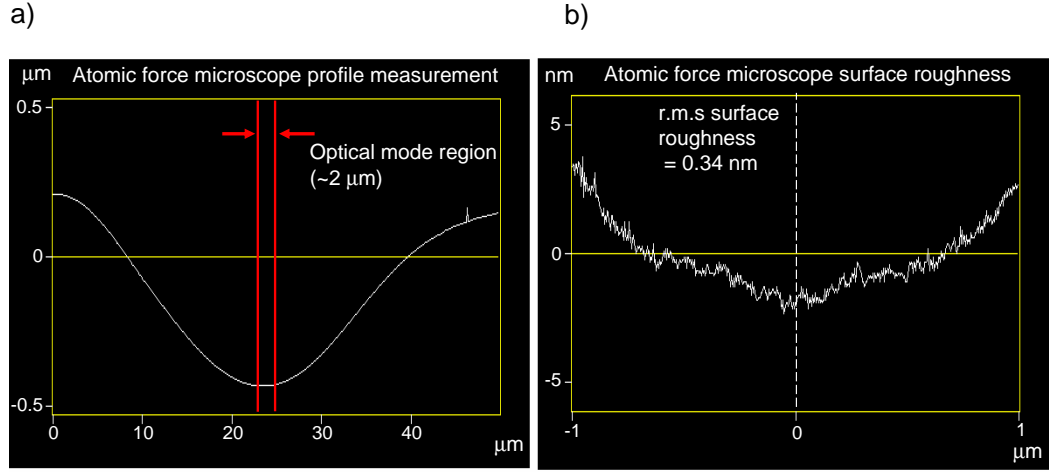 a)
μm
Atomic force microscope profile measurement
0.5
Optical mode region
(~2 μm)
0
-0.5
0
10
20
30
40
μm
b)
nm
Atomic force microscope surface roughness
5
r.m.s surface
roughness
= 0.34 nm
0
-5
-1
0
1
μm